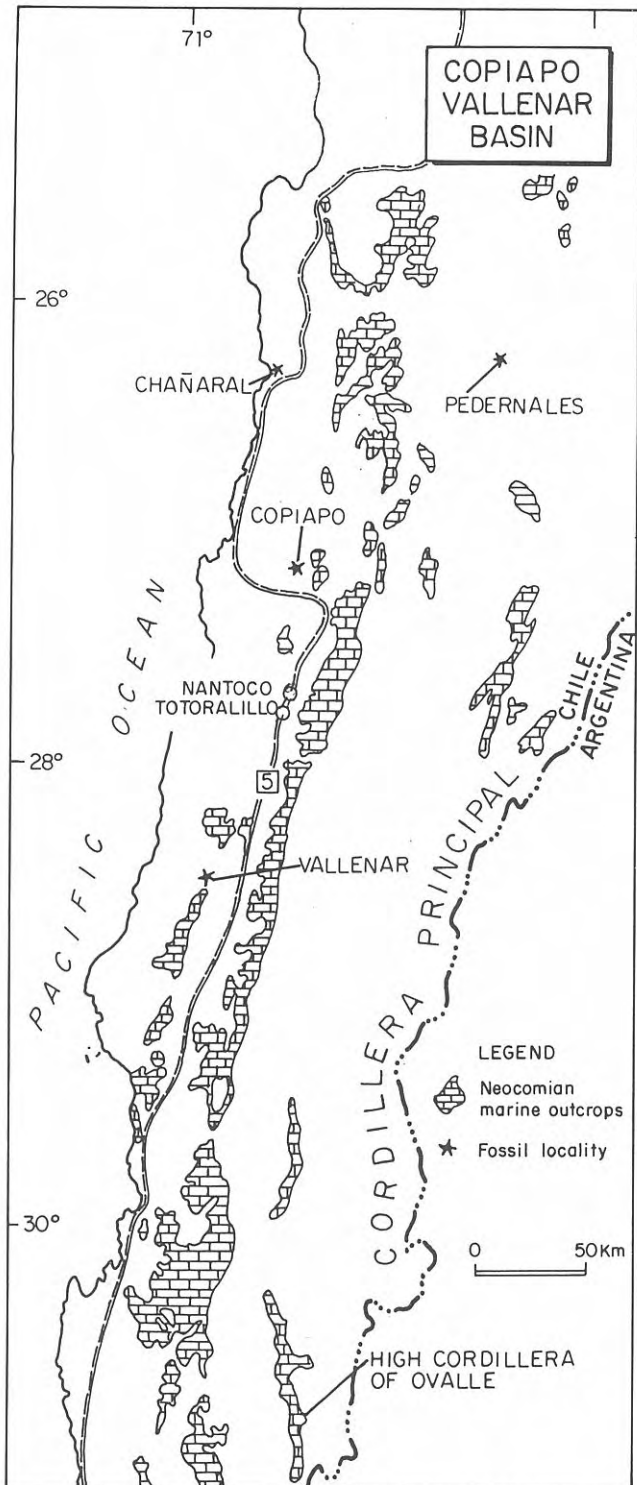 71°
COPIAPO
VALLENAR
BASIN
26°
CHAÑARAL
PEDERNALES
COPIAPO
PACIFIC OCEAN
NANTOCO
TOTORALILLO
CHILE
ARGENTINA
28°
5
VALLENAR
CORDILLERA PRINCIPAL
LEGEND
Neocomian
marine outcrops
Fossil locality
30°
0 50Km
HIGH CORDILLERA
OF OVALLE